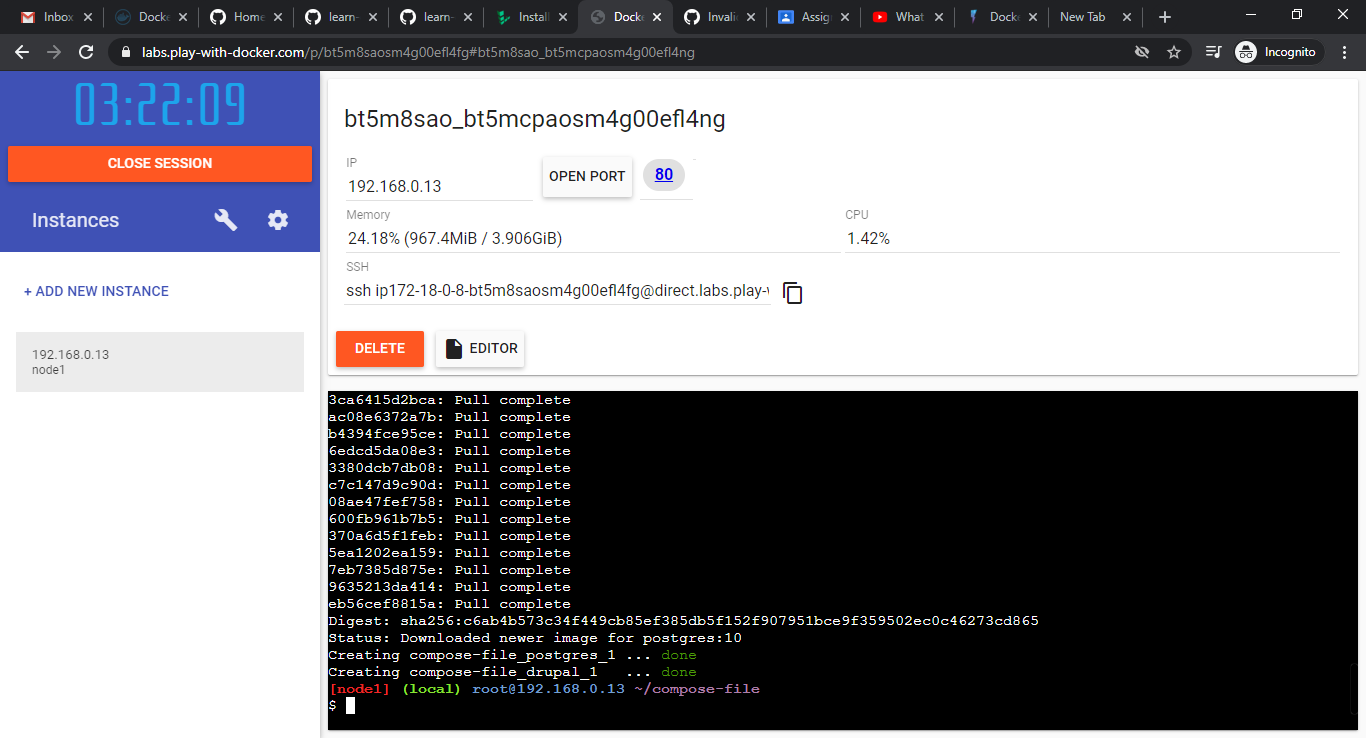 Inbox
Docke
Home
learn-
learn-
Install
Docke
Invalid
Assign
What
Docke
New Tab
labs.play-with-docker.com/p/bt5m8saosm4g00efl4fg#bt5m8sao_bt5mcpaosm4g00efl4ng
Incognito
03:22:09
CLOSE SESSION
Instances
+ ADD NEW INSTANCE
192.168.0.13
node1
bt5m8sao_bt5mcpaosm4g00efl4ng
IP
192.168.0.13
OPEN PORT
80
Memory
24.18% (967.4MiB / 3.906GiB)
CPU
1.42%
SSH
ssh ip172-18-0-8-bt5m8saosm4g00efl4fg@direct.labs.play-
DELETE
EDITOR
3ca6415d2bca: Pull complete
ac08e6372a7b: Pull complete
b4394fce95ce: Pull complete
6edcd5da08e3: Pull complete
3380dcb7db08: Pull complete
c7c147d9c90d: Pull complete
08ae47fef758: Pull complete
600fb961b7b5: Pull complete
370a6d5f1feb: Pull complete
5ea1202ea159: Pull complete
7eb7385d875e: Pull complete
9635213da414: Pull complete
eb56cef8815a: Pull complete
Digest: sha256:c6ab4b573c34f449cb85ef385db5f152f907951bce9f359502ec0c46273cd865
Status: Downloaded newer image for postgres:10
Creating compose-file_postgres_1 ... done
Creating compose-file_drupal_1   ... done
[node1] (local) root@192.168.0.13 ~/compose-file
$